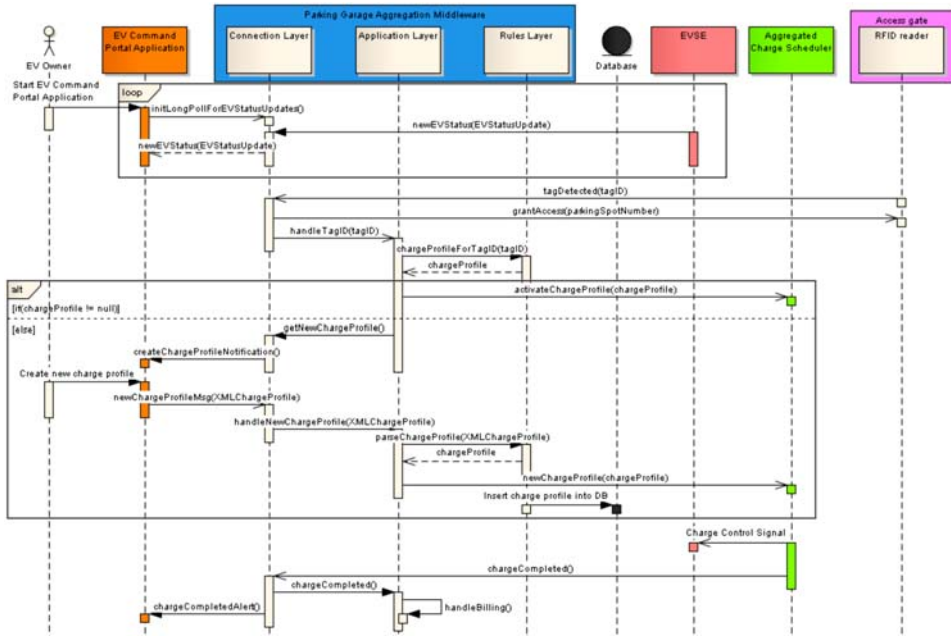 Parking Garage Aggregation Middleware
Access gate
EV Owner
EV Command
Portal Application
Connection Layer
Application Layer
Rules Layer
Database
EVSE
Aggregated
Charge Scheduler
RFID reader
Start EV Command
Portal Application
loop
initLongPollForEVStatusUpdates()
newEVStatus(EVStatusUpdate)
newEVStatus(EVStatusUpdate)
tagDetected(tagID)
grantAccess(parkingSpotNumber)
handleTagID(tagID)
chargeProfileForTagID(tagID)
chargeProfile
alt
activateChargeProfile(chargeProfile)
[if(chargeProfile != null)]
[else]
getNewChargeProfile()
createChargeProfileNotification()
Create new charge profile
newChargeProfileMsg(XMLChargeProfile)
handleNewChargeProfile(XMLChargeProfile)
parseChargeProfile(XMLChargeProfile)
chargeProfile
newChargeProfile(chargeProfile)
Insert charge profile into DB
Charge Control Signal
chargeCompleted()
chargeCompleted()
chargeCompletedAlert()
handleBilling()